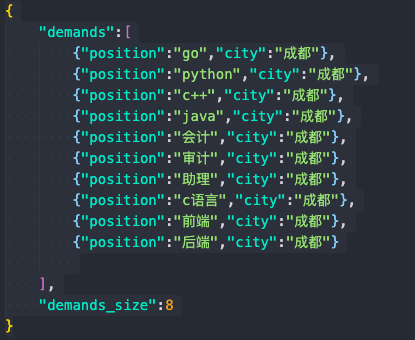 {
"demands":[
{"position":"go","city":"成都"},
{"position":"python","city":"成都"},
{"position":"c++","city":"成都"},
{"position":"java","city":"成都"},
{"position":"会计","city":"成都"},
{"position":"审计","city":"成都"},
{"position":"助理","city":"成都"},
{"position":"c语言","city":"成都"},
{"position":"前端","city":"成都"},
{"position":"后端","city":"成都"}
],
"demands_size":8
}